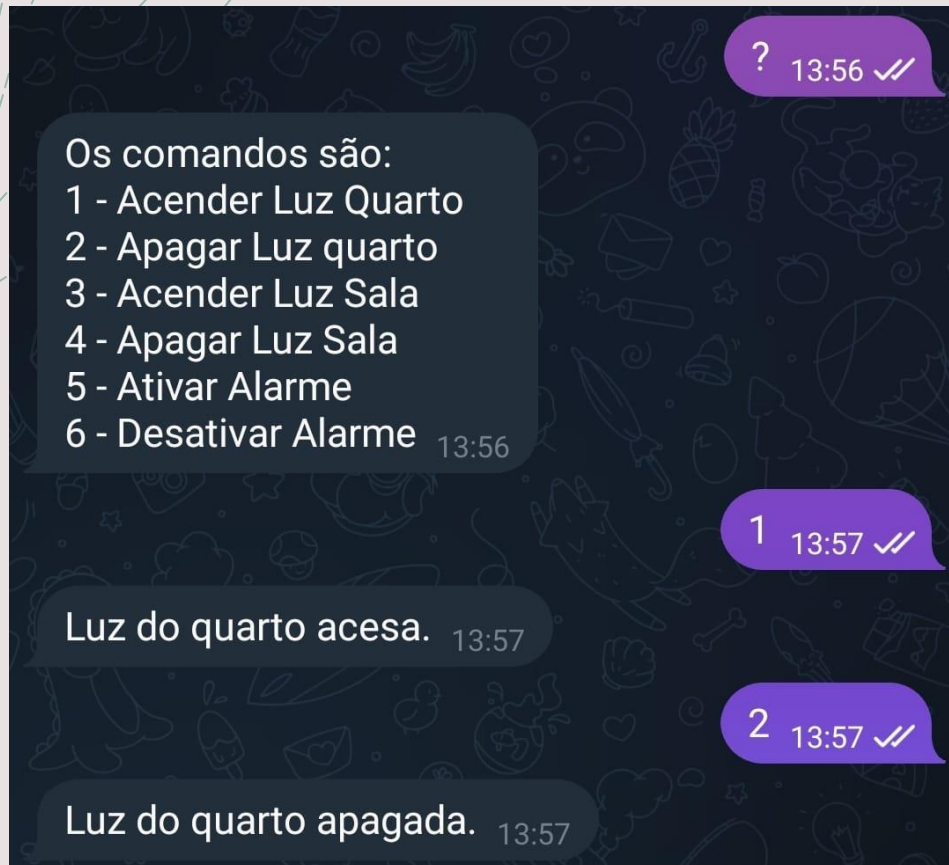 ? 13:56
Os comandos são:
1 - Acender Luz Quarto
2 - Apagar Luz quarto
3 - Acender Luz Sala
4 - Apagar Luz Sala
5 - Ativar Alarme
6 - Desativar Alarme 13:56
1 13:57
Luz do quarto acesa. 13:57
2 13:57
Luz do quarto apagada. 13:57